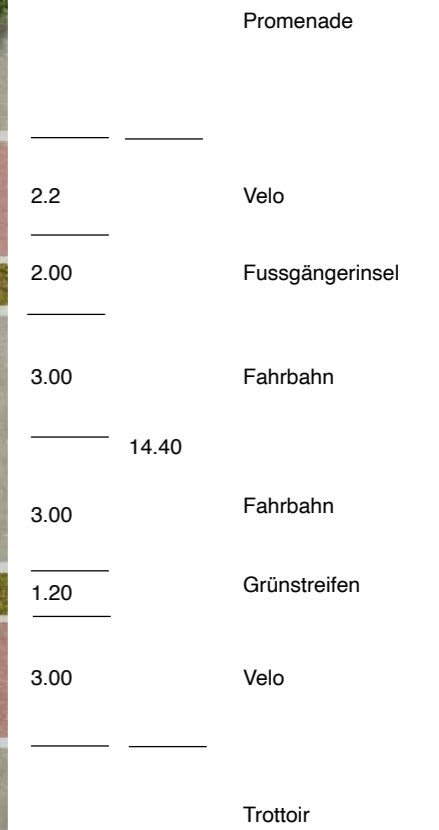 Promenade
2.2 Velo
2.00 Fussgängerinsel
3.00 Fahrbahn
14.40
3.00 Fahrbahn
1.20 Grünstreifen
3.00 Velo
Trottoir